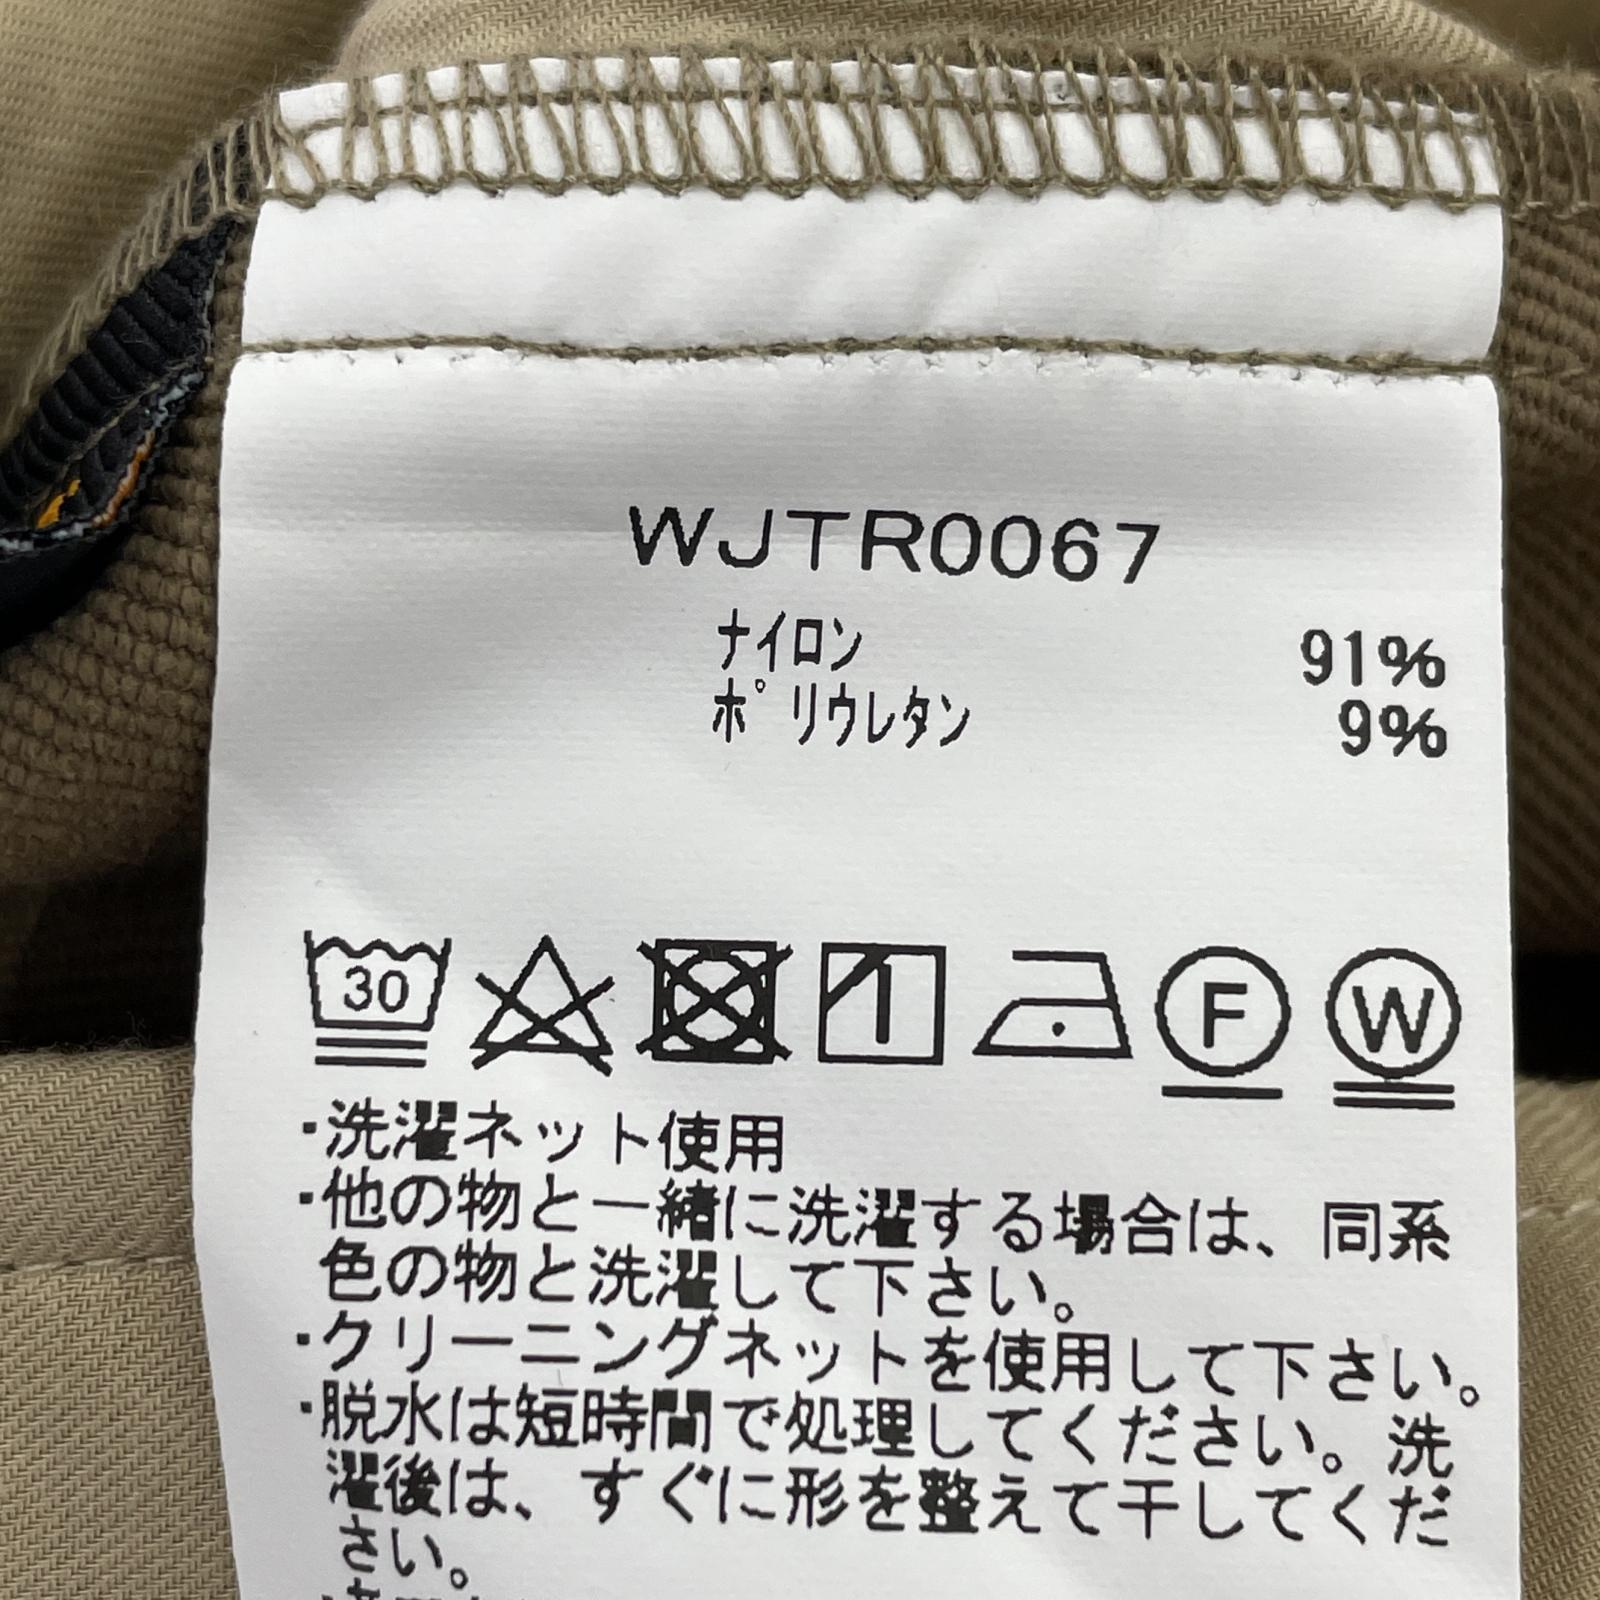 WJTR0067
ナイロン 91%
ポリウレタン 9%
30 F W
・洗濯ネット使用
・他の物と一緒に洗濯する場合は、同系
色の物と洗濯して下さい。
・クリーニングネットを使用して下さい。
・脱水は短時間で処理してください。洗
濯後は、すぐに形を整えて干してくだ
さい。